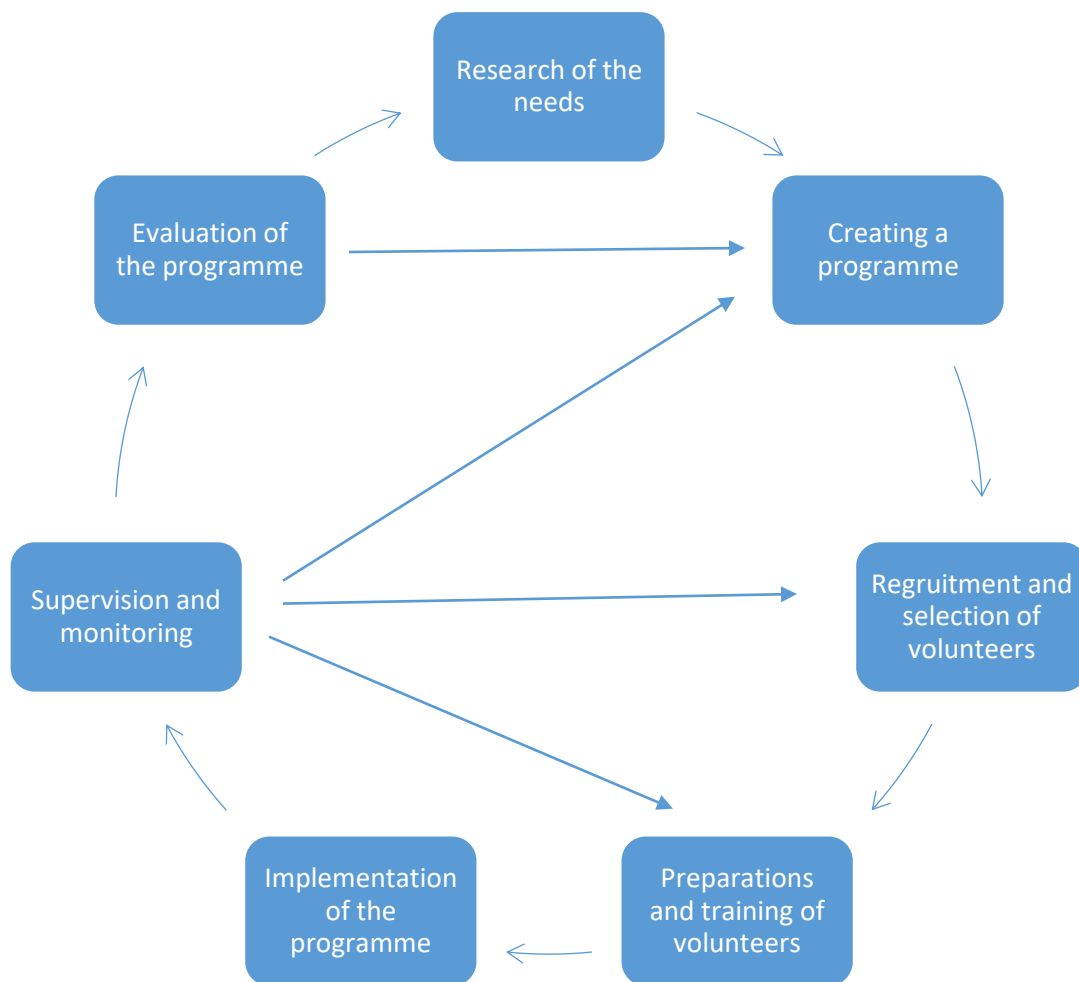 Research of the
needs
Creating a
programme
Regruitment and
selection of
volunteers
Preparations
and training of
volunteers
Implementation
of the
programme
Supervision and
monitoring
Evaluation of
the programme